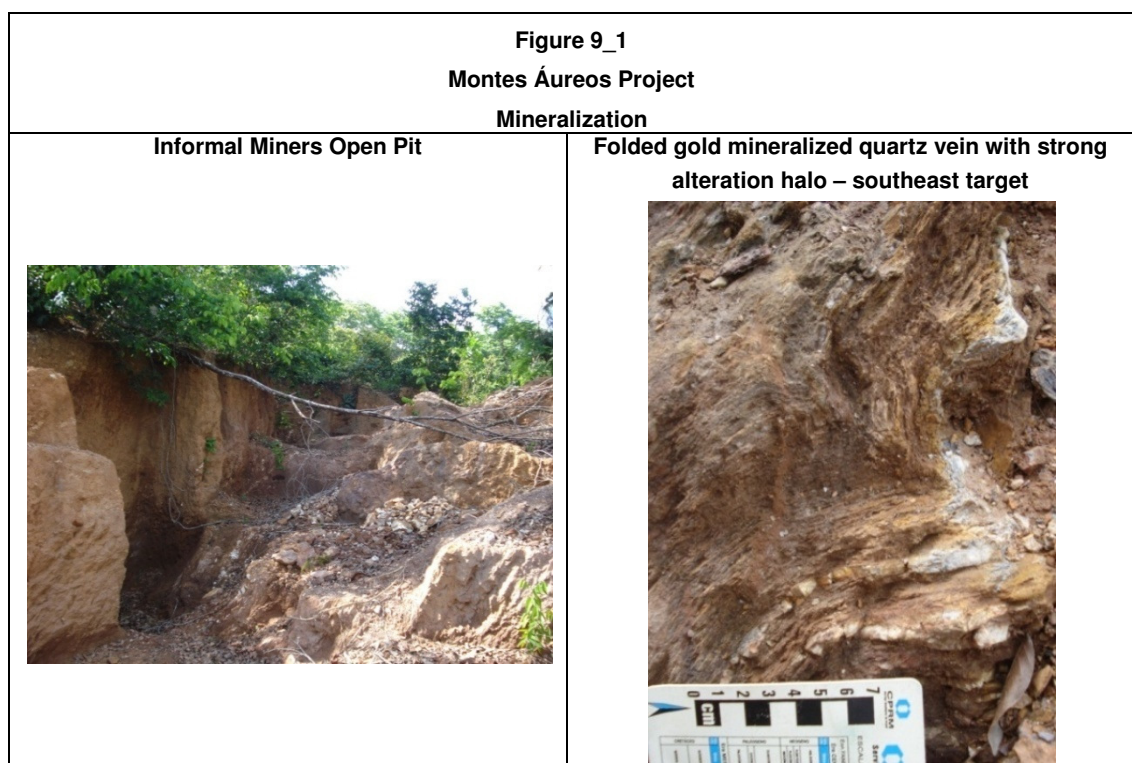 Figure 9_1
Montes Áureos Project
Mineralization
Informal Miners Open Pit
Folded gold mineralized quartz vein with strong
alteration halo – southeast target
0 1 2 3 4 5 6 7
cm
CPRM